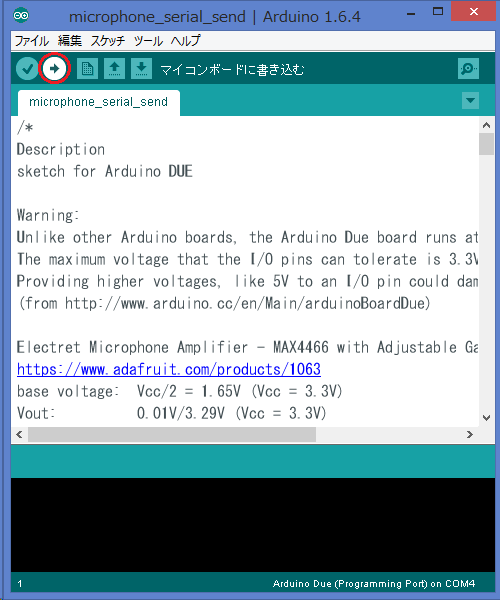 microphone_serial_send | Arduino 1.6.4
ファイル 編集 スケッチ ツール ヘルプ
マイコンボードに書き込む
microphone_serial_send
/*
Description
sketch for Arduino DUE
Warning:
Unlike other Arduino boards, the Arduino Due board runs at
The maximum voltage that the I/O pins can tolerate is 3.3V
Providing higher voltages, like 5V to an I/O pin could dam
(from http://www.arduino.cc/en/Main/arduinoBoardDue)
Electret Microphone Amplifier - MAX4466 with Adjustable Ga
https://www.adafruit.com/products/1063
base voltage: Vcc/2 = 1.65V (Vcc = 3.3V)
Vout: 0.01V/3.29V (Vcc = 3.3V)
1 Arduino Due (Programming Port) on COM4